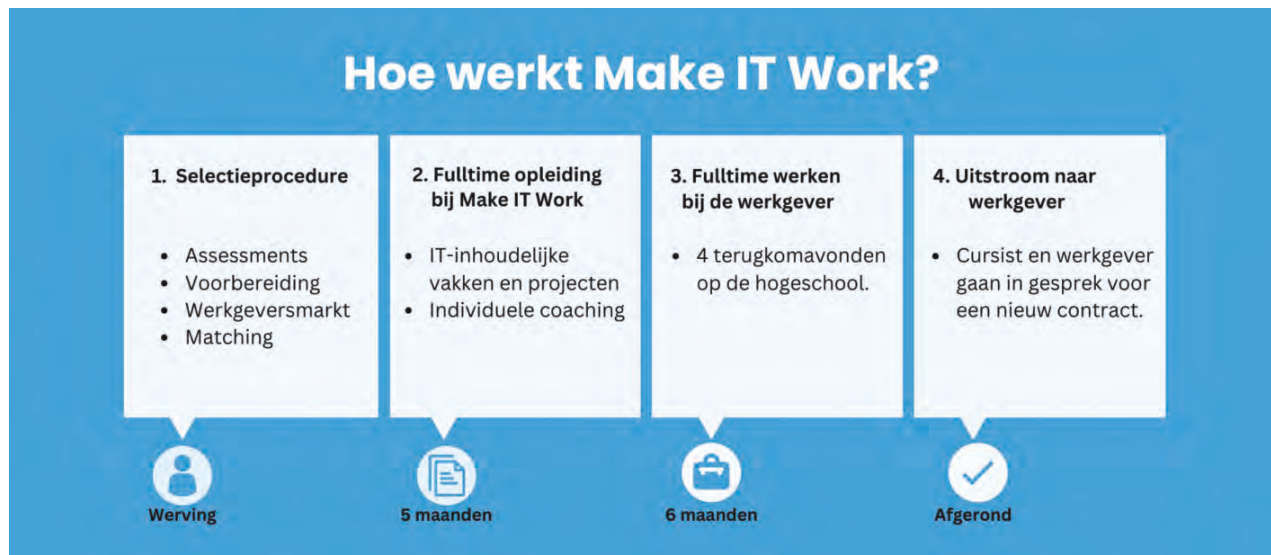 Hoe werkt Make IT Work?
1. Selectieprocedure
• Assessments
• Voorbereiding
• Werkgeversmarkt
• Matching
Werving
2. Fulltime opleiding
bij Make IT Work
• IT-inhoudelijke
vakken en projecten
• Individuele coaching
5 maanden
3. Fulltime werken
bij de werkgever
• 4 terugkomavonden
op de hogeschool.
6 maanden
4. Uitstroom naar
werkgever
• Cursist en werkgever
gaan in gesprek voor
een nieuw contract.
Afgerond